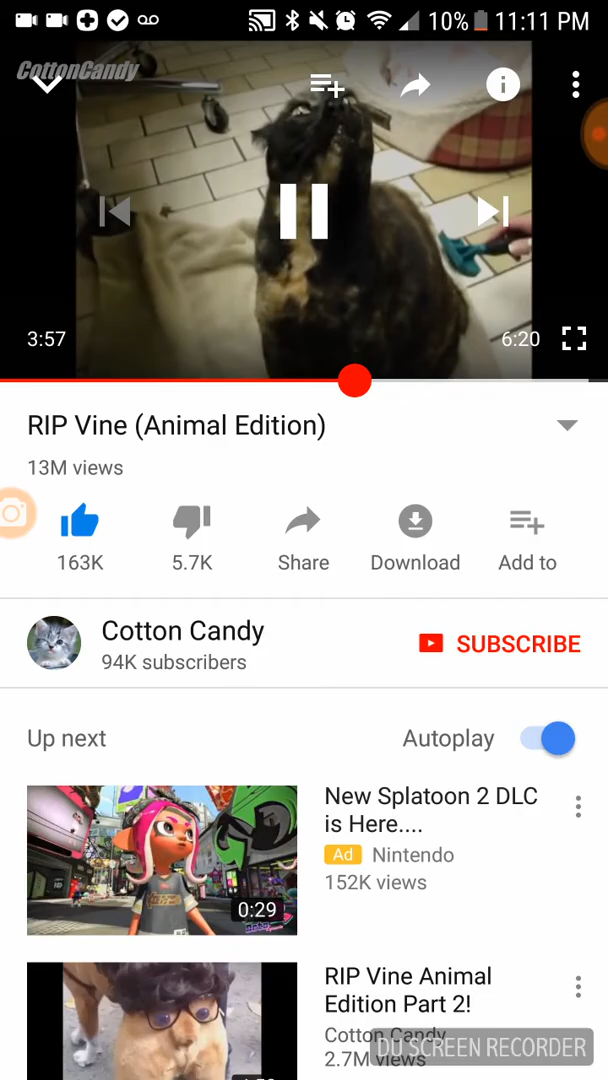 10% 11:11 PM
CottonCandy
3:57
6:20
RIP Vine (Animal Edition)
13M views
163K
5.7K
Share
Download
Add to
Cotton Candy
94K subscribers
SUBSCRIBE
Up next
Autoplay
New Splatoon 2 DLC
is Here....
Ad Nintendo
152K views
0:29
RIP Vine Animal
Edition Part 2!
Cotton Candy
2.7M views
DU SCREEN RECORDER